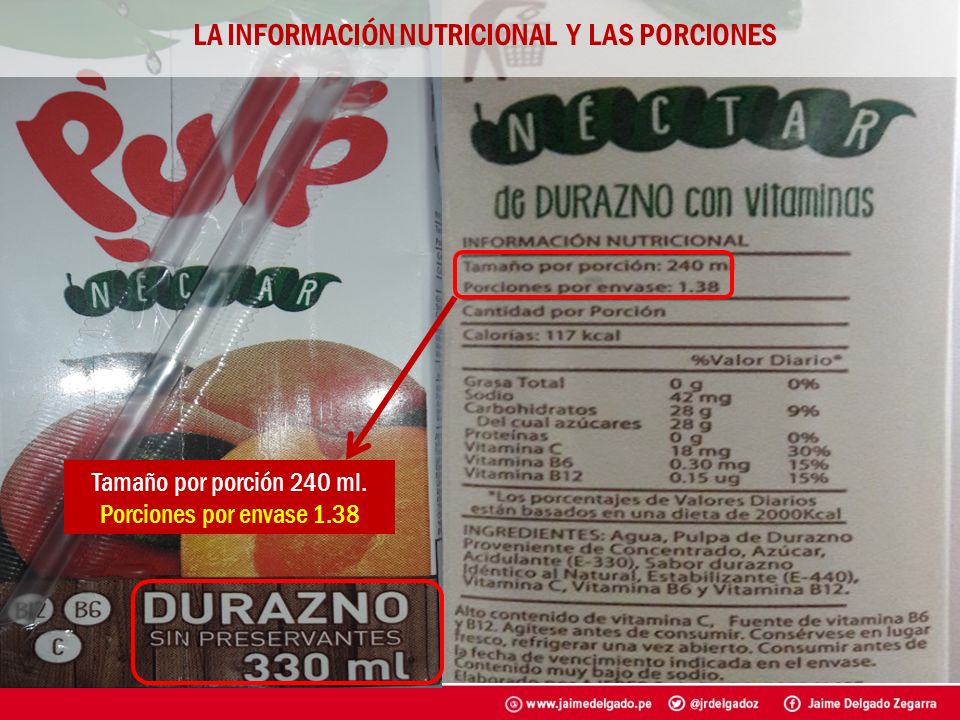 LA INFORMACIÓN NUTRICIONAL Y LAS PORCIONES
Pulp
NÉCTAR
Tamaño por porción 240 ml.
Porciones por envase 1.38
B12 B6
C
DURAZNO
SIN PRESERVANTES
330 ml
NÉCTAR
de DURAZNO con vitaminas
INFORMACIÓN NUTRICIONAL
Tamaño por porción: 240 ml
Porciones por envase: 1.38
Cantidad por Porción
Calorías: 117 kcal
%Valor Diario*
Grasa Total 0 g 0%
Sodio 42 mg
Carbohidratos 28 g 9%
Del cual azúcares 28 g
Proteínas 0 g 0%
Vitamina C 18 mg 30%
Vitamina B6 0.30 mg 15%
Vitamina B12 0.15 ug 15%
*Los porcentajes de Valores Diarios
están basados en una dieta de 2000Kcal
INGREDIENTES: Agua, Pulpa de Durazno
Proveniente de Concentrado, Azúcar,
Acidulante (E-330), Sabor durazno
Idéntico al Natural, Estabilizante (E-440),
Vitamina C, Vitamina B6 y Vitamina B12.
Alto contenido de vitamina C, Fuente de vitamina B6
y B12. Agítese antes de consumir. Consérvese en lugar
fresco, refrigerar una vez abierto. Consumir antes de
la fecha de vencimiento indicada en el envase.
Contenido muy bajo de sodio.
www.jaimedelgado.pe @jrdelgadoz Jaime Delgado Zegarra